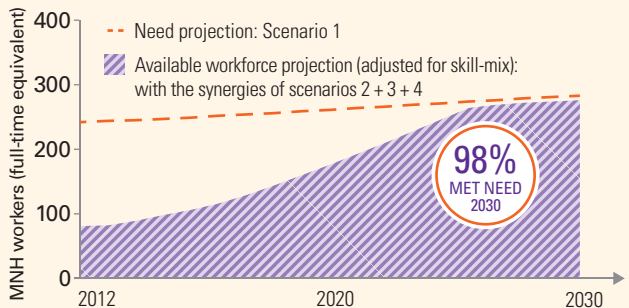 MNH workers (full-time equivalent)
400
300
200
100
0
Need projection: Scenario 1
Available workforce projection (adjusted for skill-mix):
with the synergies of scenarios 2 + 3 + 4
98%
MET NEED
2030
2012
2020
2030